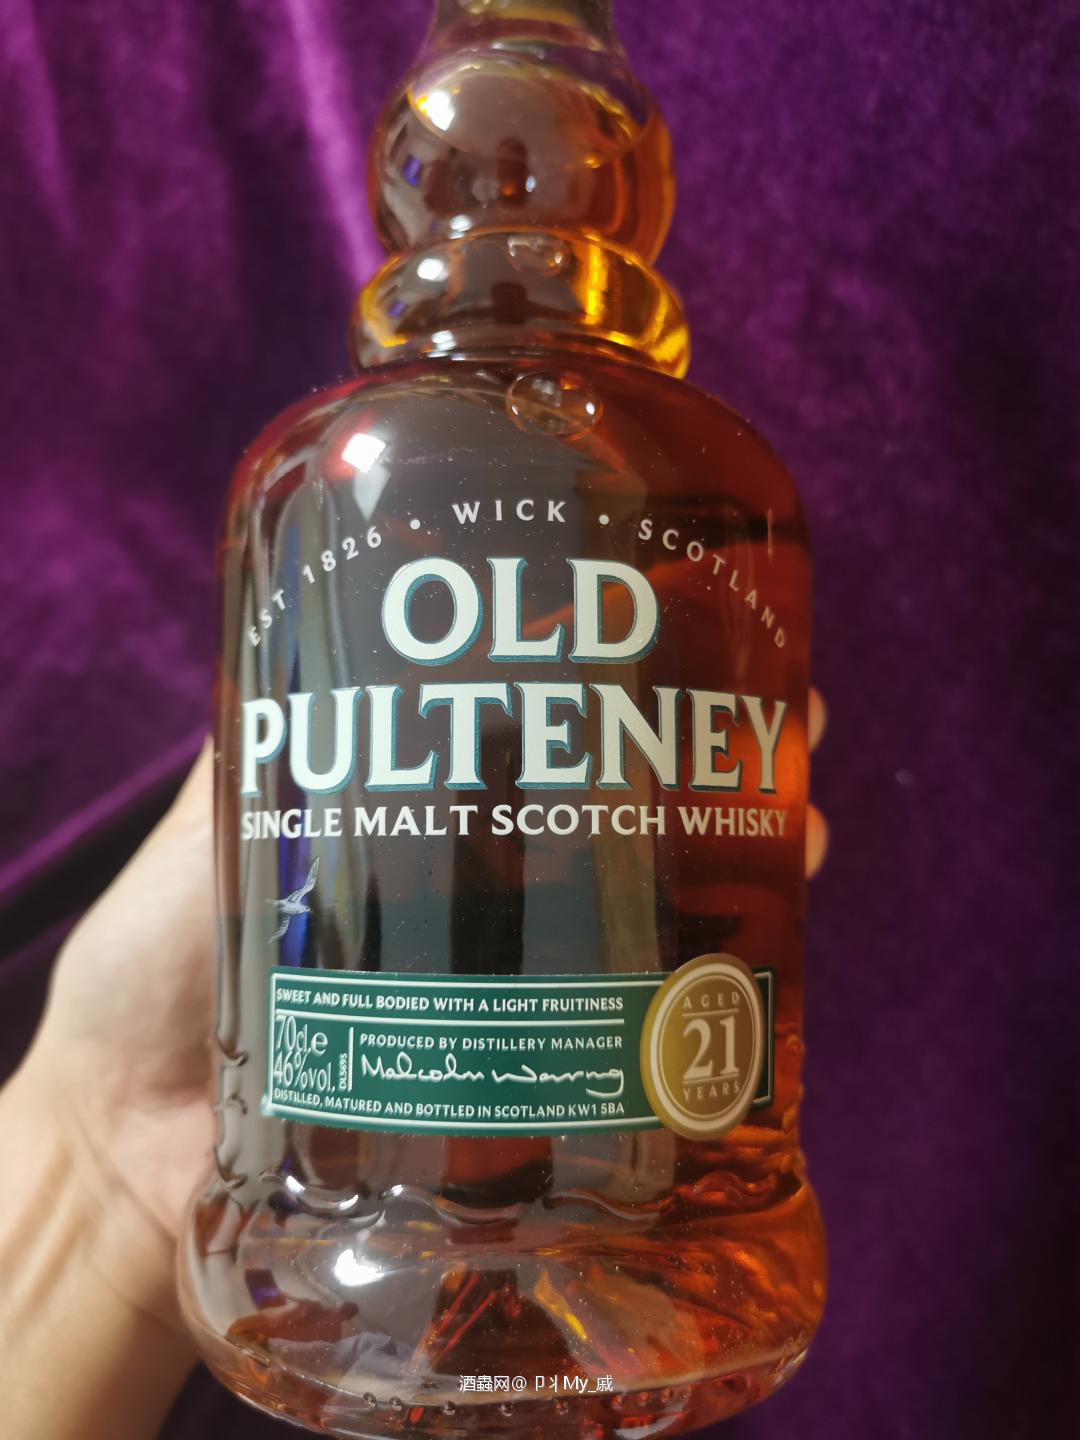 EST 1826 • WICK • SCOTLAND
OLD
PULTENEY
SINGLE MALT SCOTCH WHISKY
SWEET AND FULL BODIED WITH A LIGHT FRUITINESS
70cl.e
46%vol.
DL5695
PRODUCED BY DISTILLERY MANAGER
Malcolm Waring
DISTILLED, MATURED AND BOTTLED IN SCOTLAND KW1 5BA
AGED
21
YEARS
酒蟲网@ 卩丬My_戚